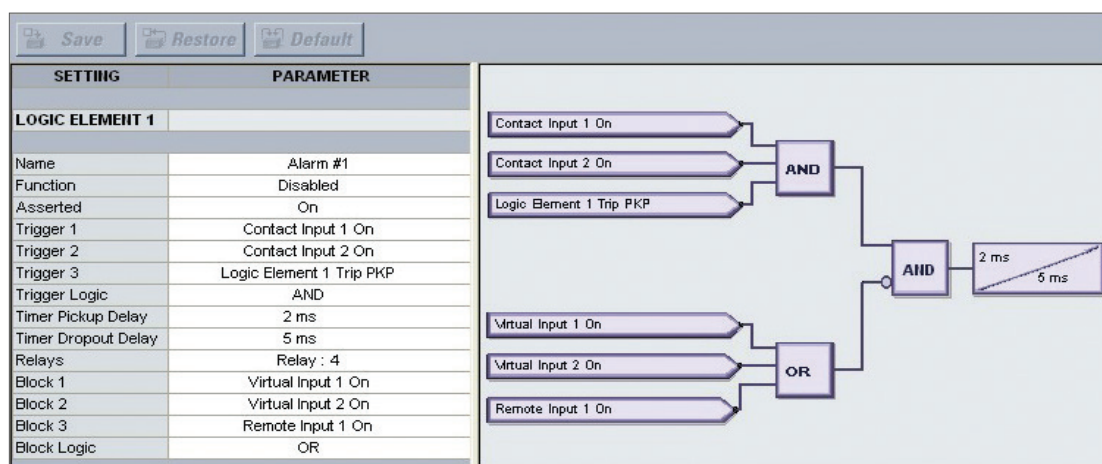 Save Restore Default
SETTING PARAMETER
LOGIC ELEMENT 1
Name Alarm #1
Function Disabled
Asserted On
Trigger 1 Contact Input 1 On
Trigger 2 Contact Input 2 On
Trigger 3 Logic Element 1 Trip PKP
Trigger Logic AND
Timer Pickup Delay 2 ms
Timer Dropout Delay 5 ms
Relays Relay : 4
Block 1 Virtual Input 1 On
Block 2 Virtual Input 2 On
Block 3 Remote Input 1 On
Block Logic OR
Contact Input 1 On
Contact Input 2 On
Logic Element 1 Trip PKP
AND
AND
2 ms
5 ms
Virtual Input 1 On
Virtual Input 2 On
Remote Input 1 On
OR